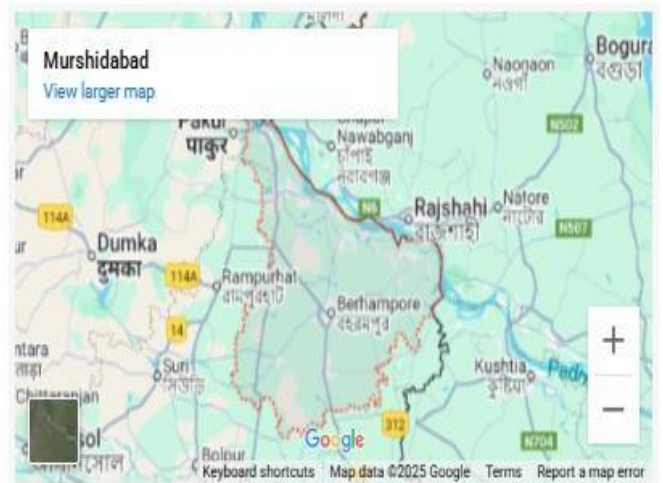 Murshidabad
View larger map
Bogura
বগুড়া
Naogaon
নওগাঁ
N502
Pakur
पाकुर
Nawabganj
চাঁপাই
নবাবগঞ্জ
114A
N6
Rajshahi
রাজশাহী
Natore
নাটোর
N507
Dumka
दुमका
114A
Rampurhat
রামপুরহাট
Berhampore
বহরমপুর
14
Suri
সিউড়ি
Kushtia
কুষ্টিয়া
312
N704
Google
Bolpur
Keyboard shortcuts
Map data ©2025 Google
Terms
Report a map error